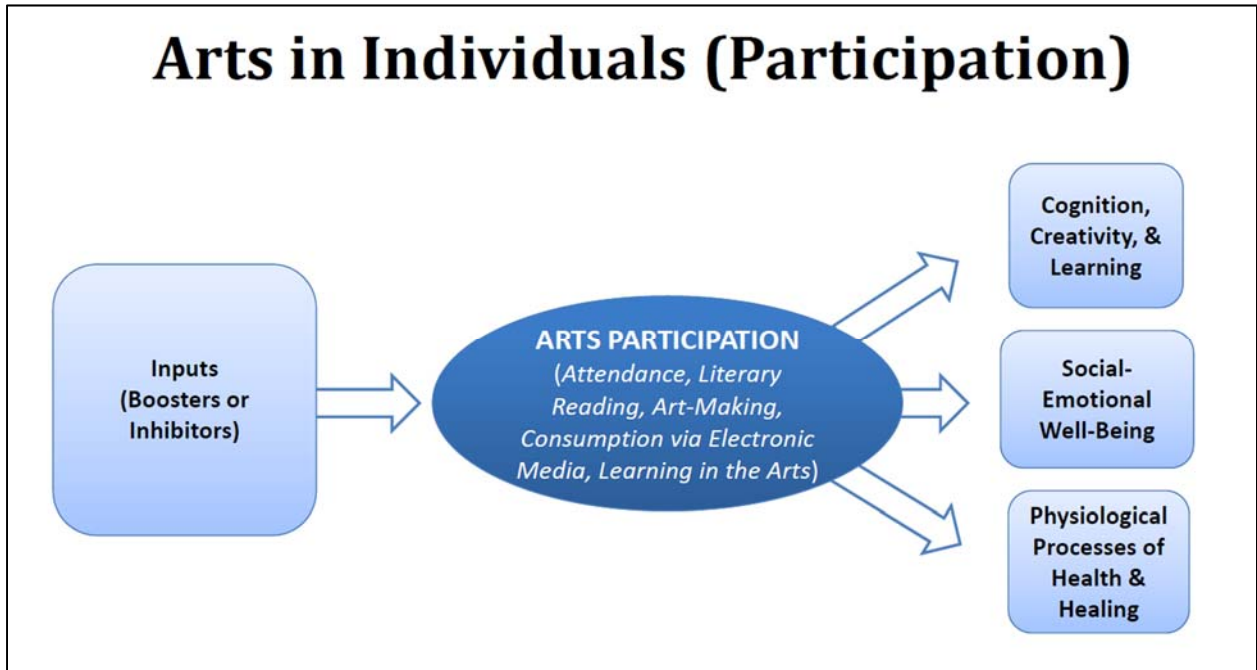 Arts in Individuals (Participation)
Inputs
(Boosters or
Inhibitors)
ARTS PARTICIPATION
(Attendance, Literary
Reading, Art-Making,
Consumption via Electronic
Media, Learning in the Arts)
Cognition,
Creativity, &
Learning
Social-
Emotional
Well-Being
Physiological
Processes of
Health &
Healing